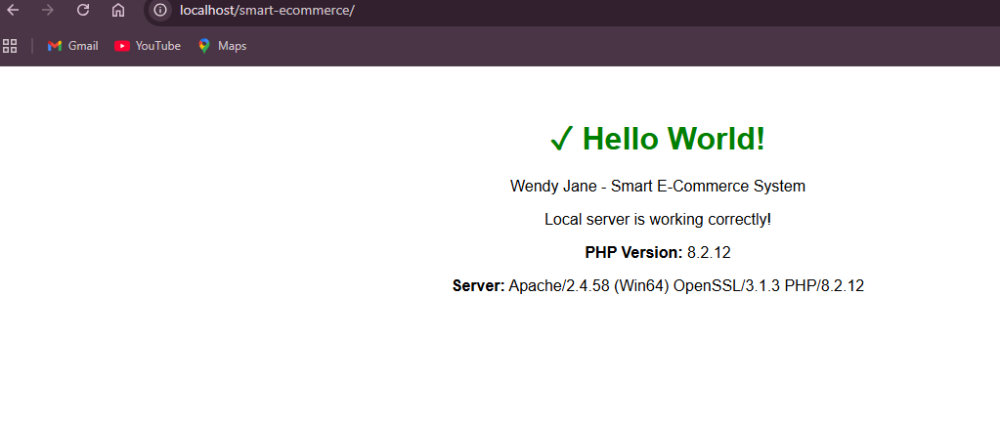 localhost/smart-ecommerce/
Gmail YouTube Maps
✓ Hello World!
Wendy Jane - Smart E-Commerce System
Local server is working correctly!
PHP Version: 8.2.12
Server: Apache/2.4.58 (Win64) OpenSSL/3.1.3 PHP/8.2.12